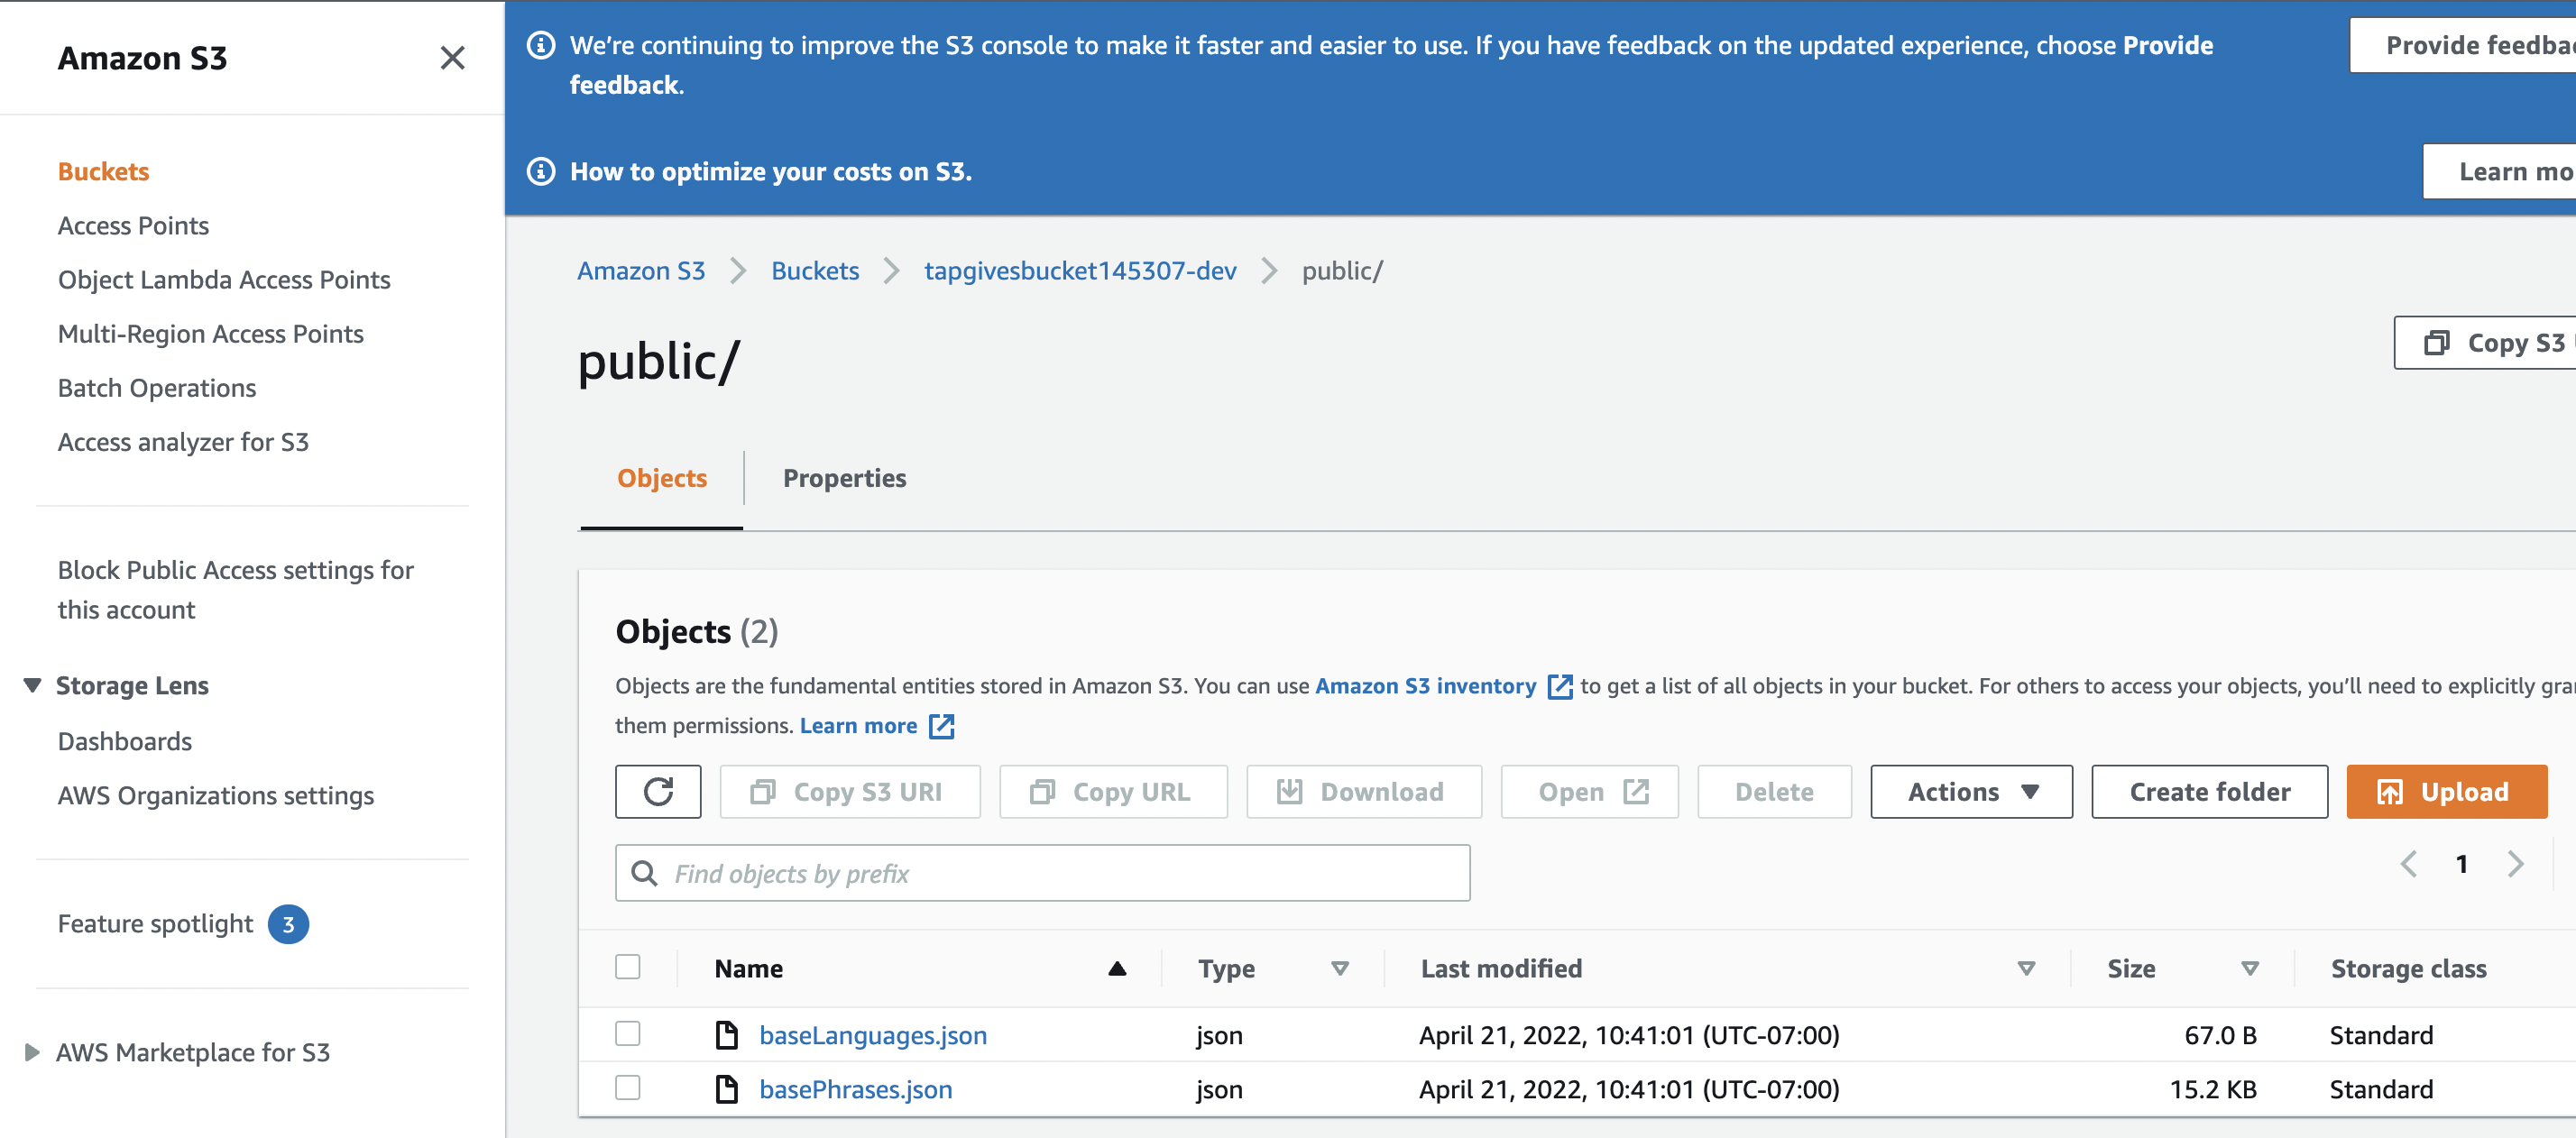 Amazon S3
Buckets
Access Points
Object Lambda Access Points
Multi-Region Access Points
Batch Operations
Access analyzer for S3
Block Public Access settings for
this account
Storage Lens
Dashboards
AWS Organizations settings
Feature spotlight 3
AWS Marketplace for S3
We’re continuing to improve the S3 console to make it faster and easier to use. If you have feedback on the updated experience, choose Provide
feedback.
How to optimize your costs on S3.
Amazon S3 Buckets tapgivesbucket145307-dev public/
public/
Copy S3
Objects Properties
Objects (2)
Objects are the fundamental entities stored in Amazon S3. You can use Amazon S3 inventory to get a list of all objects in your bucket. For others to access your objects, you’ll need to explicitly
them permissions. Learn more
Copy S3 URI Copy URL Download Open Delete Actions Create folder Upload
Find objects by prefix
1
Name Type Last modified Size Storage class
baseLanguages.json json April 21, 2022, 10:41:01 (UTC-07:00) 67.0 B Standard
basePhrases.json json April 21, 2022, 10:41:01 (UTC-07:00) 15.2 KB Standard
Provide
Learn